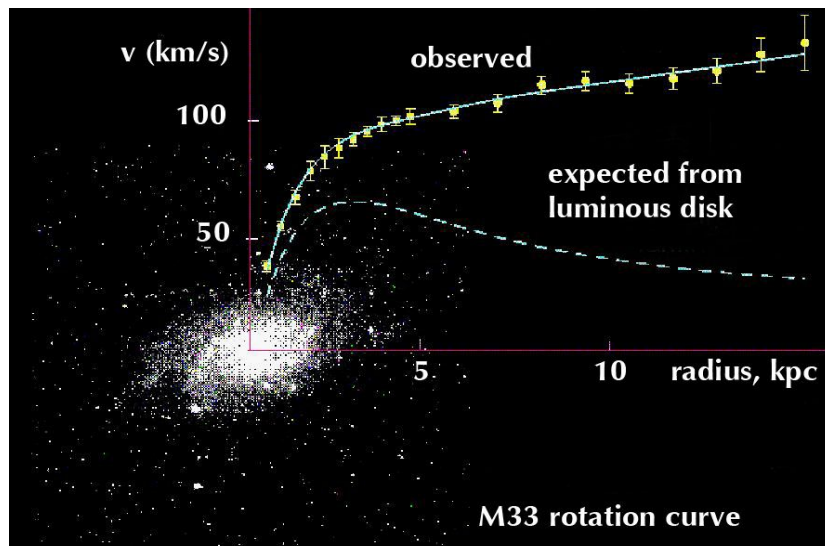 v (km/s)
observed
100
expected from
luminous disk
50
5
10
radius, kpc
M33 rotation curve